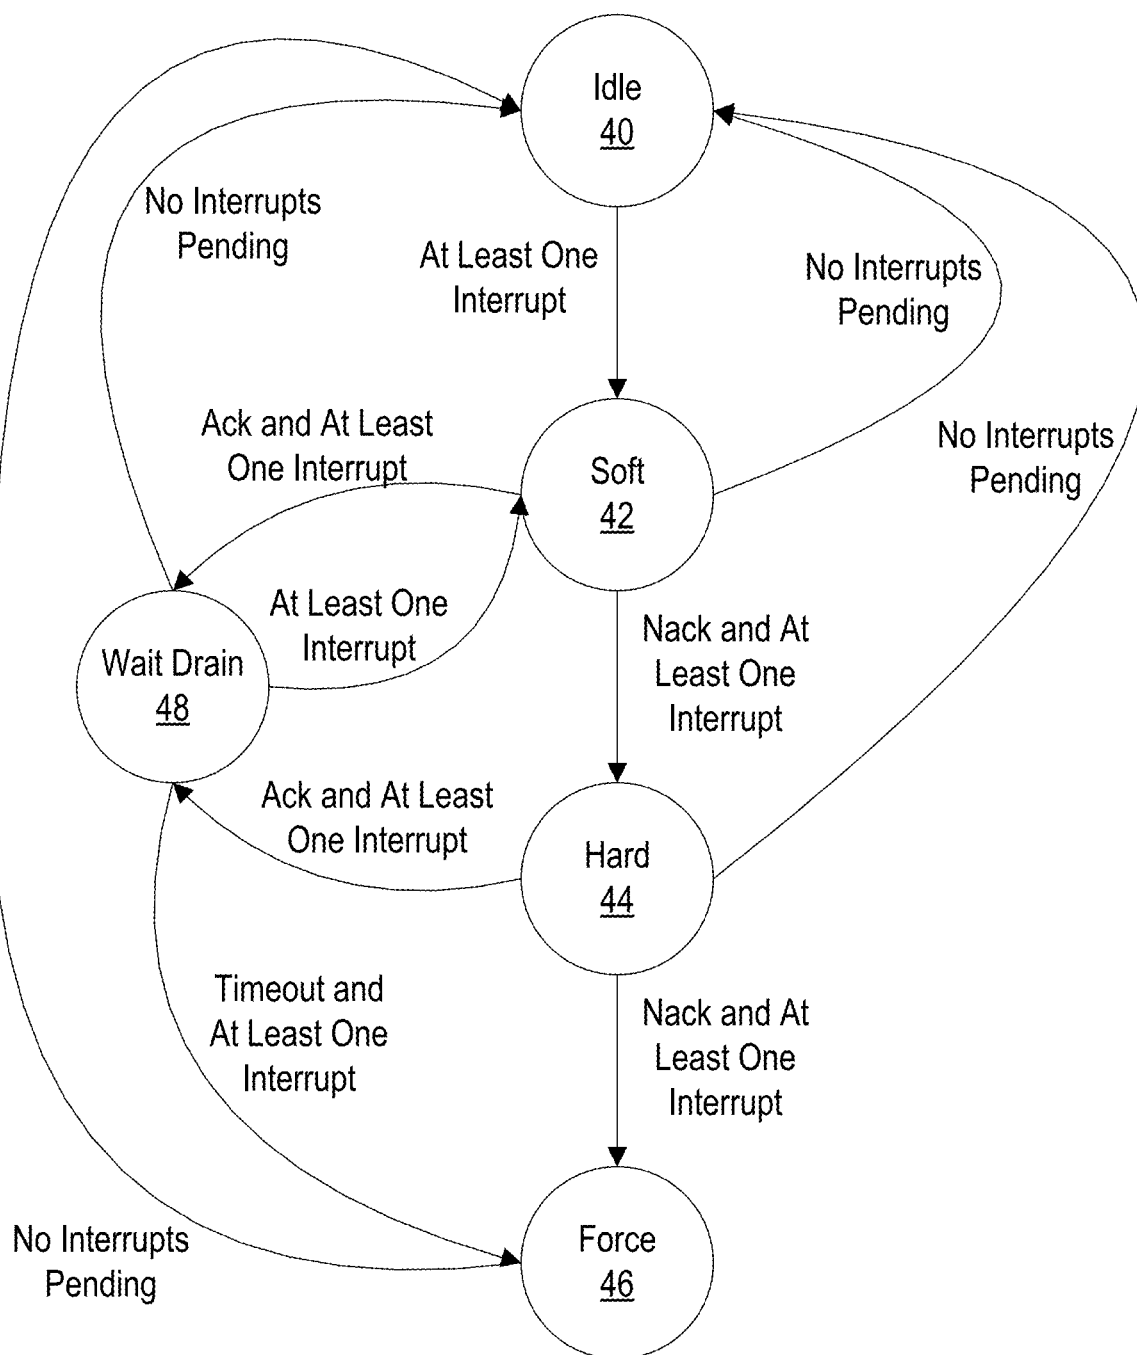 Idle
40
No Interrupts
Pending
At Least One
Interrupt
No Interrupts
Pending
Ack and At Least
One Interrupt
Soft
42
No Interrupts
Pending
At Least One
Interrupt
Nack and At
Least One
Interrupt
Wait Drain
48
Ack and At Least
One Interrupt
Hard
44
Timeout and
At Least One
Interrupt
Nack and At
Least One
Interrupt
No Interrupts
Pending
Force
46